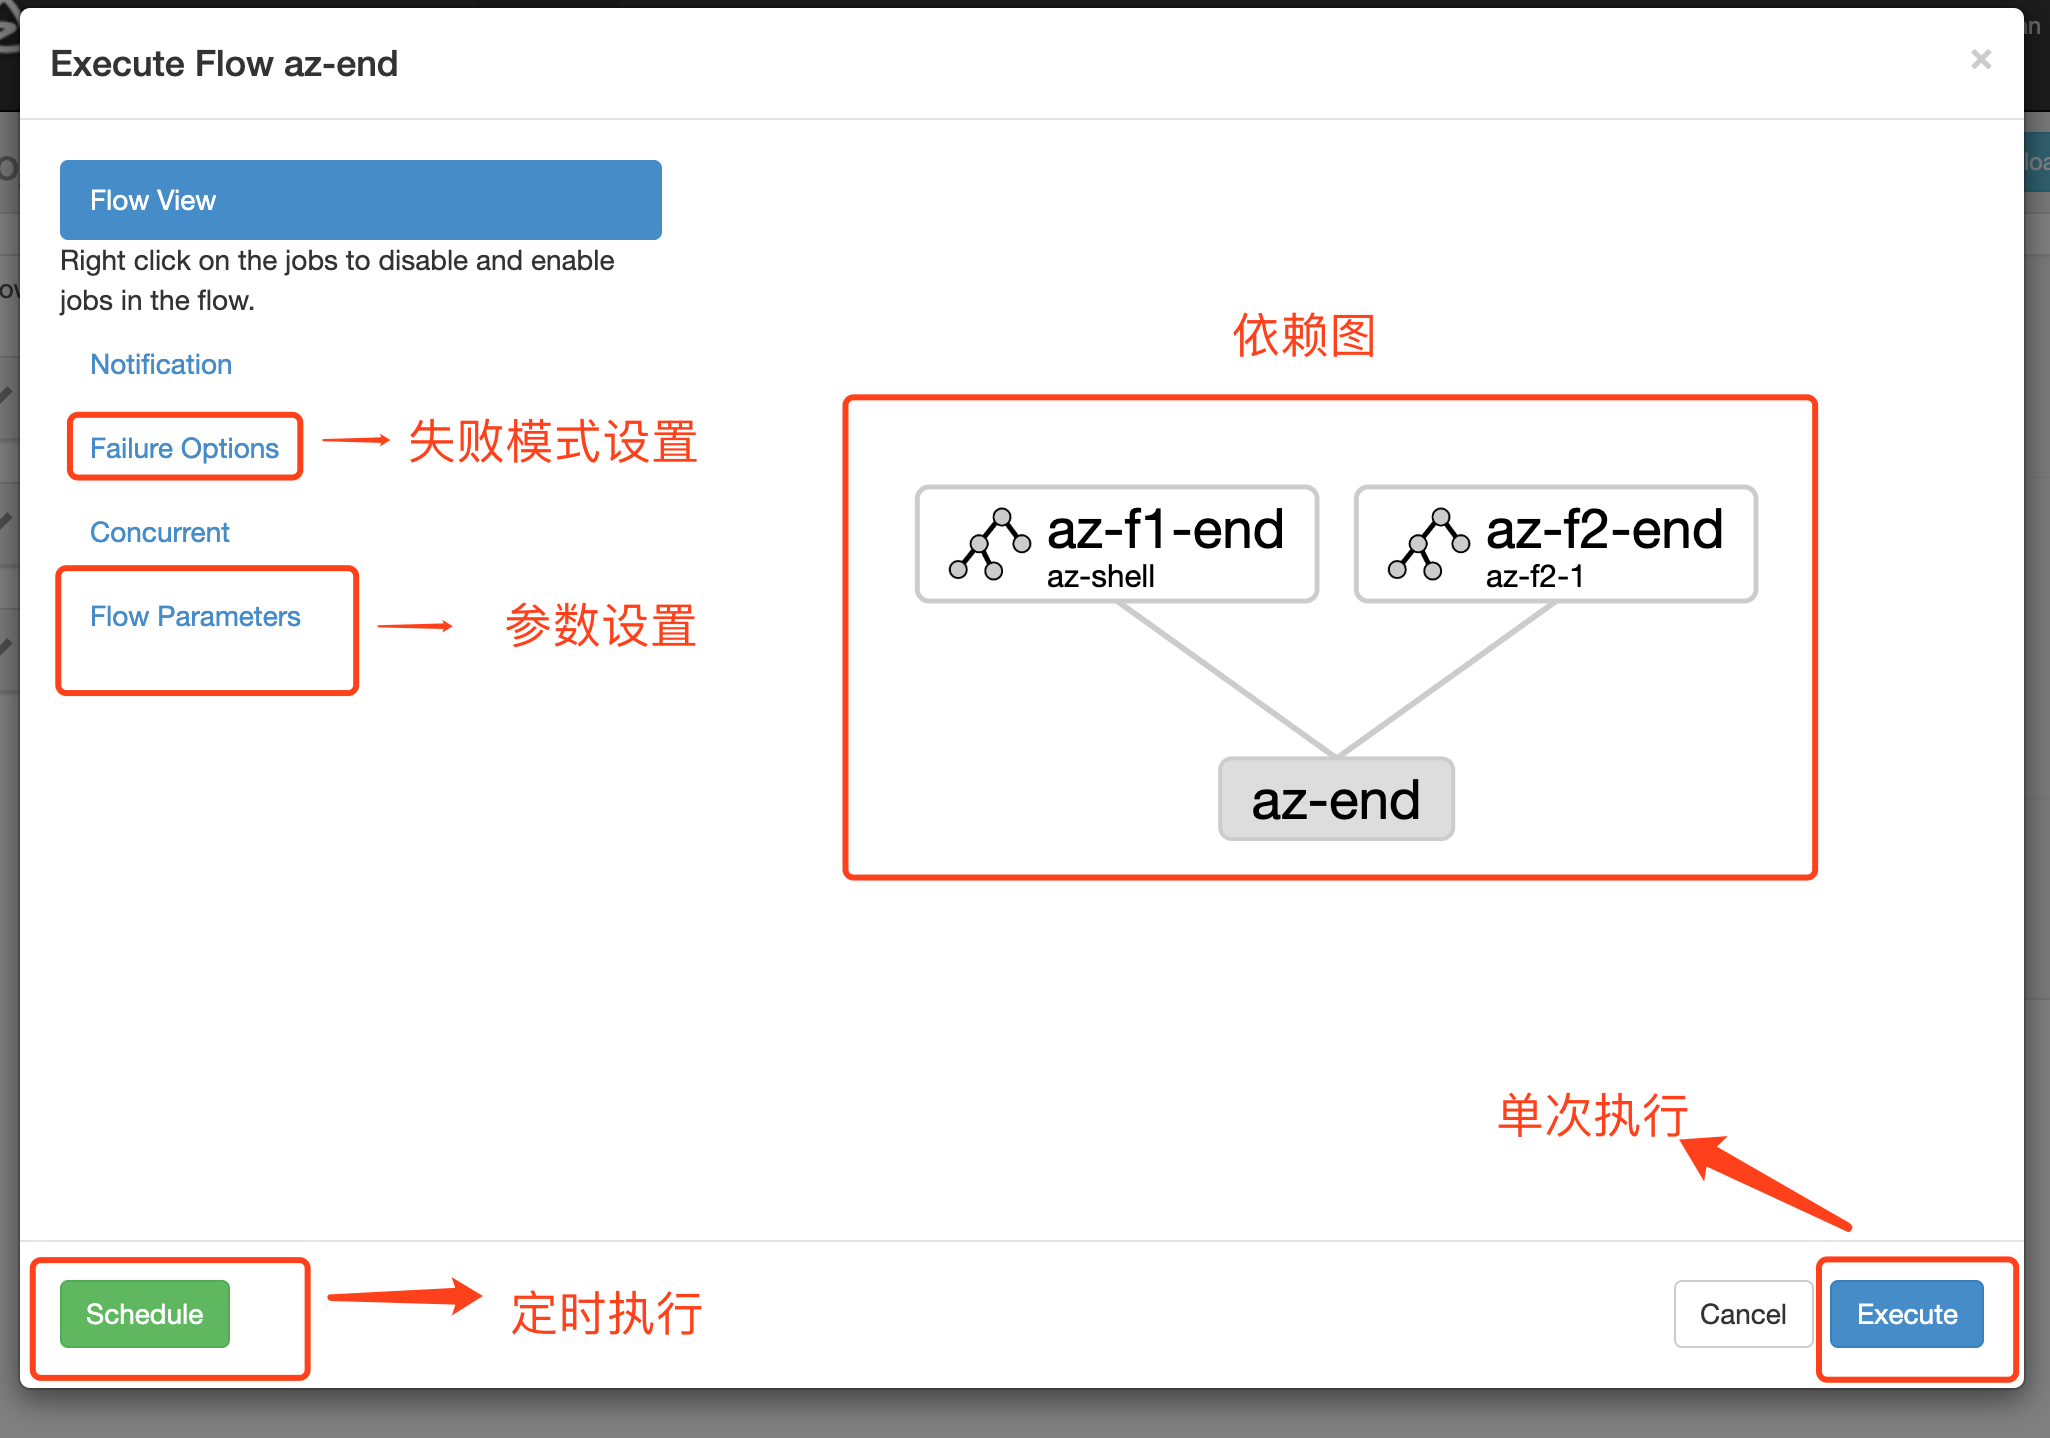 Execute Flow az-end
×
Flow View
Right click on the jobs to disable and enable
jobs in the flow.
Notification
Failure Options
失败模式设置
Concurrent
Flow Parameters
参数设置
依赖图
az-f1-end
az-shell
az-f2-end
az-f2-1
az-end
单次执行
Schedule
定时执行
Cancel
Execute